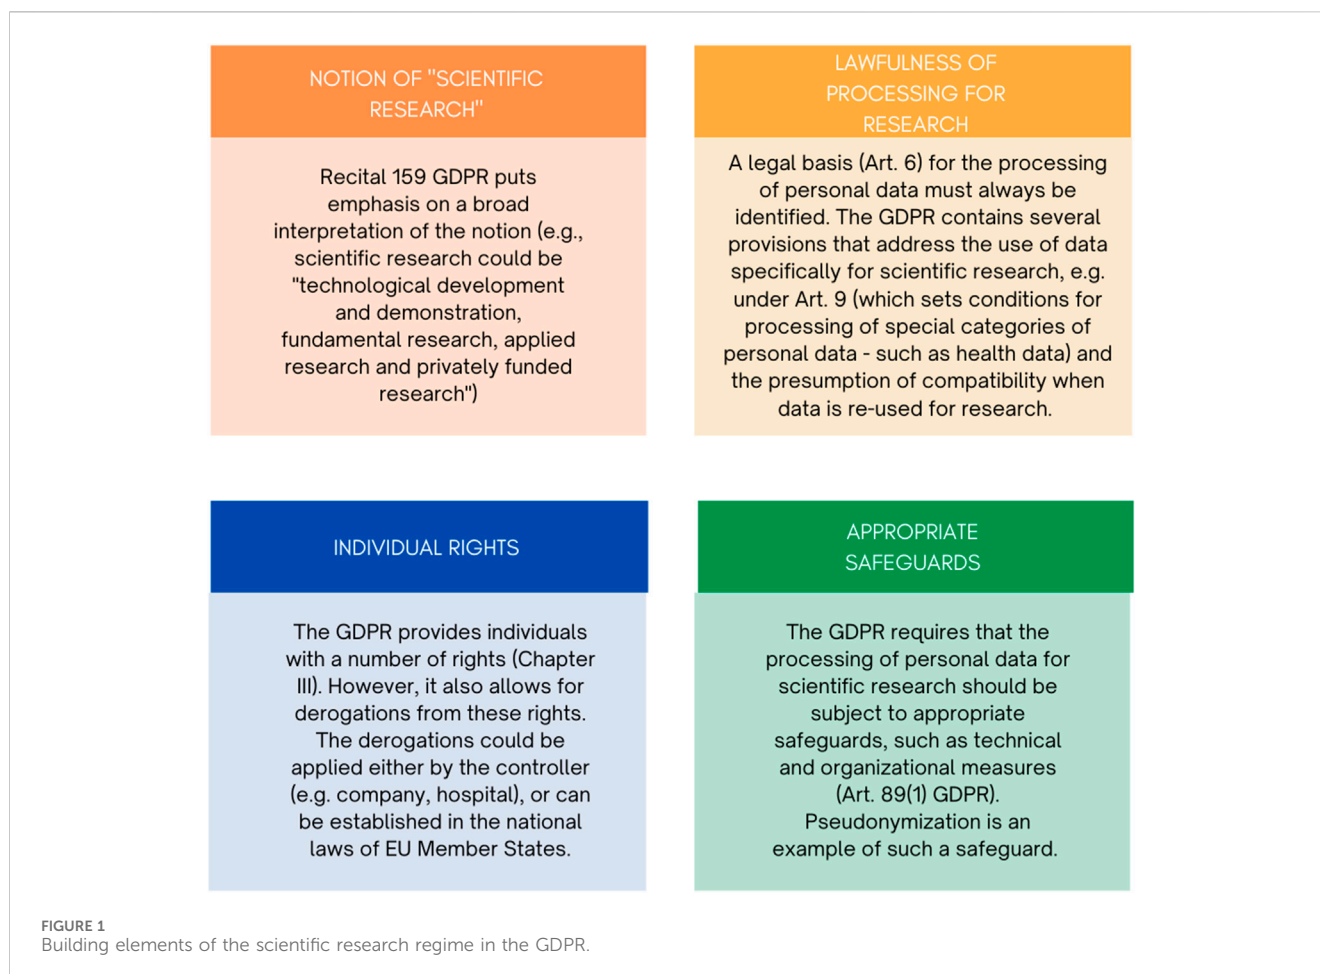 NOTION OF "SCIENTIFIC
RESEARCH"
Recital 159 GDPR puts
emphasis on a broad
interpretation of the notion (e.g.,
scientific research could be
"technological development
and demonstration,
fundamental research, applied
research and privately funded
research")
LAWFULNESS OF
PROCESSING FOR
RESEARCH
A legal basis (Art. 6) for the processing
of personal data must always be
identified. The GDPR contains several
provisions that address the use of data
specifically for scientific research, e.g.
under Art. 9 (which sets conditions for
processing of special categories of
personal data - such as health data) and
the presumption of compatibility when
data is re-used for research.
INDIVIDUAL RIGHTS
The GDPR provides individuals
with a number of rights (Chapter
III). However, it also allows for
derogations from these rights.
The derogations could be
applied either by the controller
(e.g. company, hospital), or can
be established in the national
laws of EU Member States.
APPROPRIATE
SAFEGUARDS
The GDPR requires that the
processing of personal data for
scientific research should be
subject to appropriate
safeguards, such as technical
and organizational measures
(Art. 89(1) GDPR).
Pseudonymization is an
example of such a safeguard.
FIGURE 1
Building elements of the scientific research regime in the GDPR.